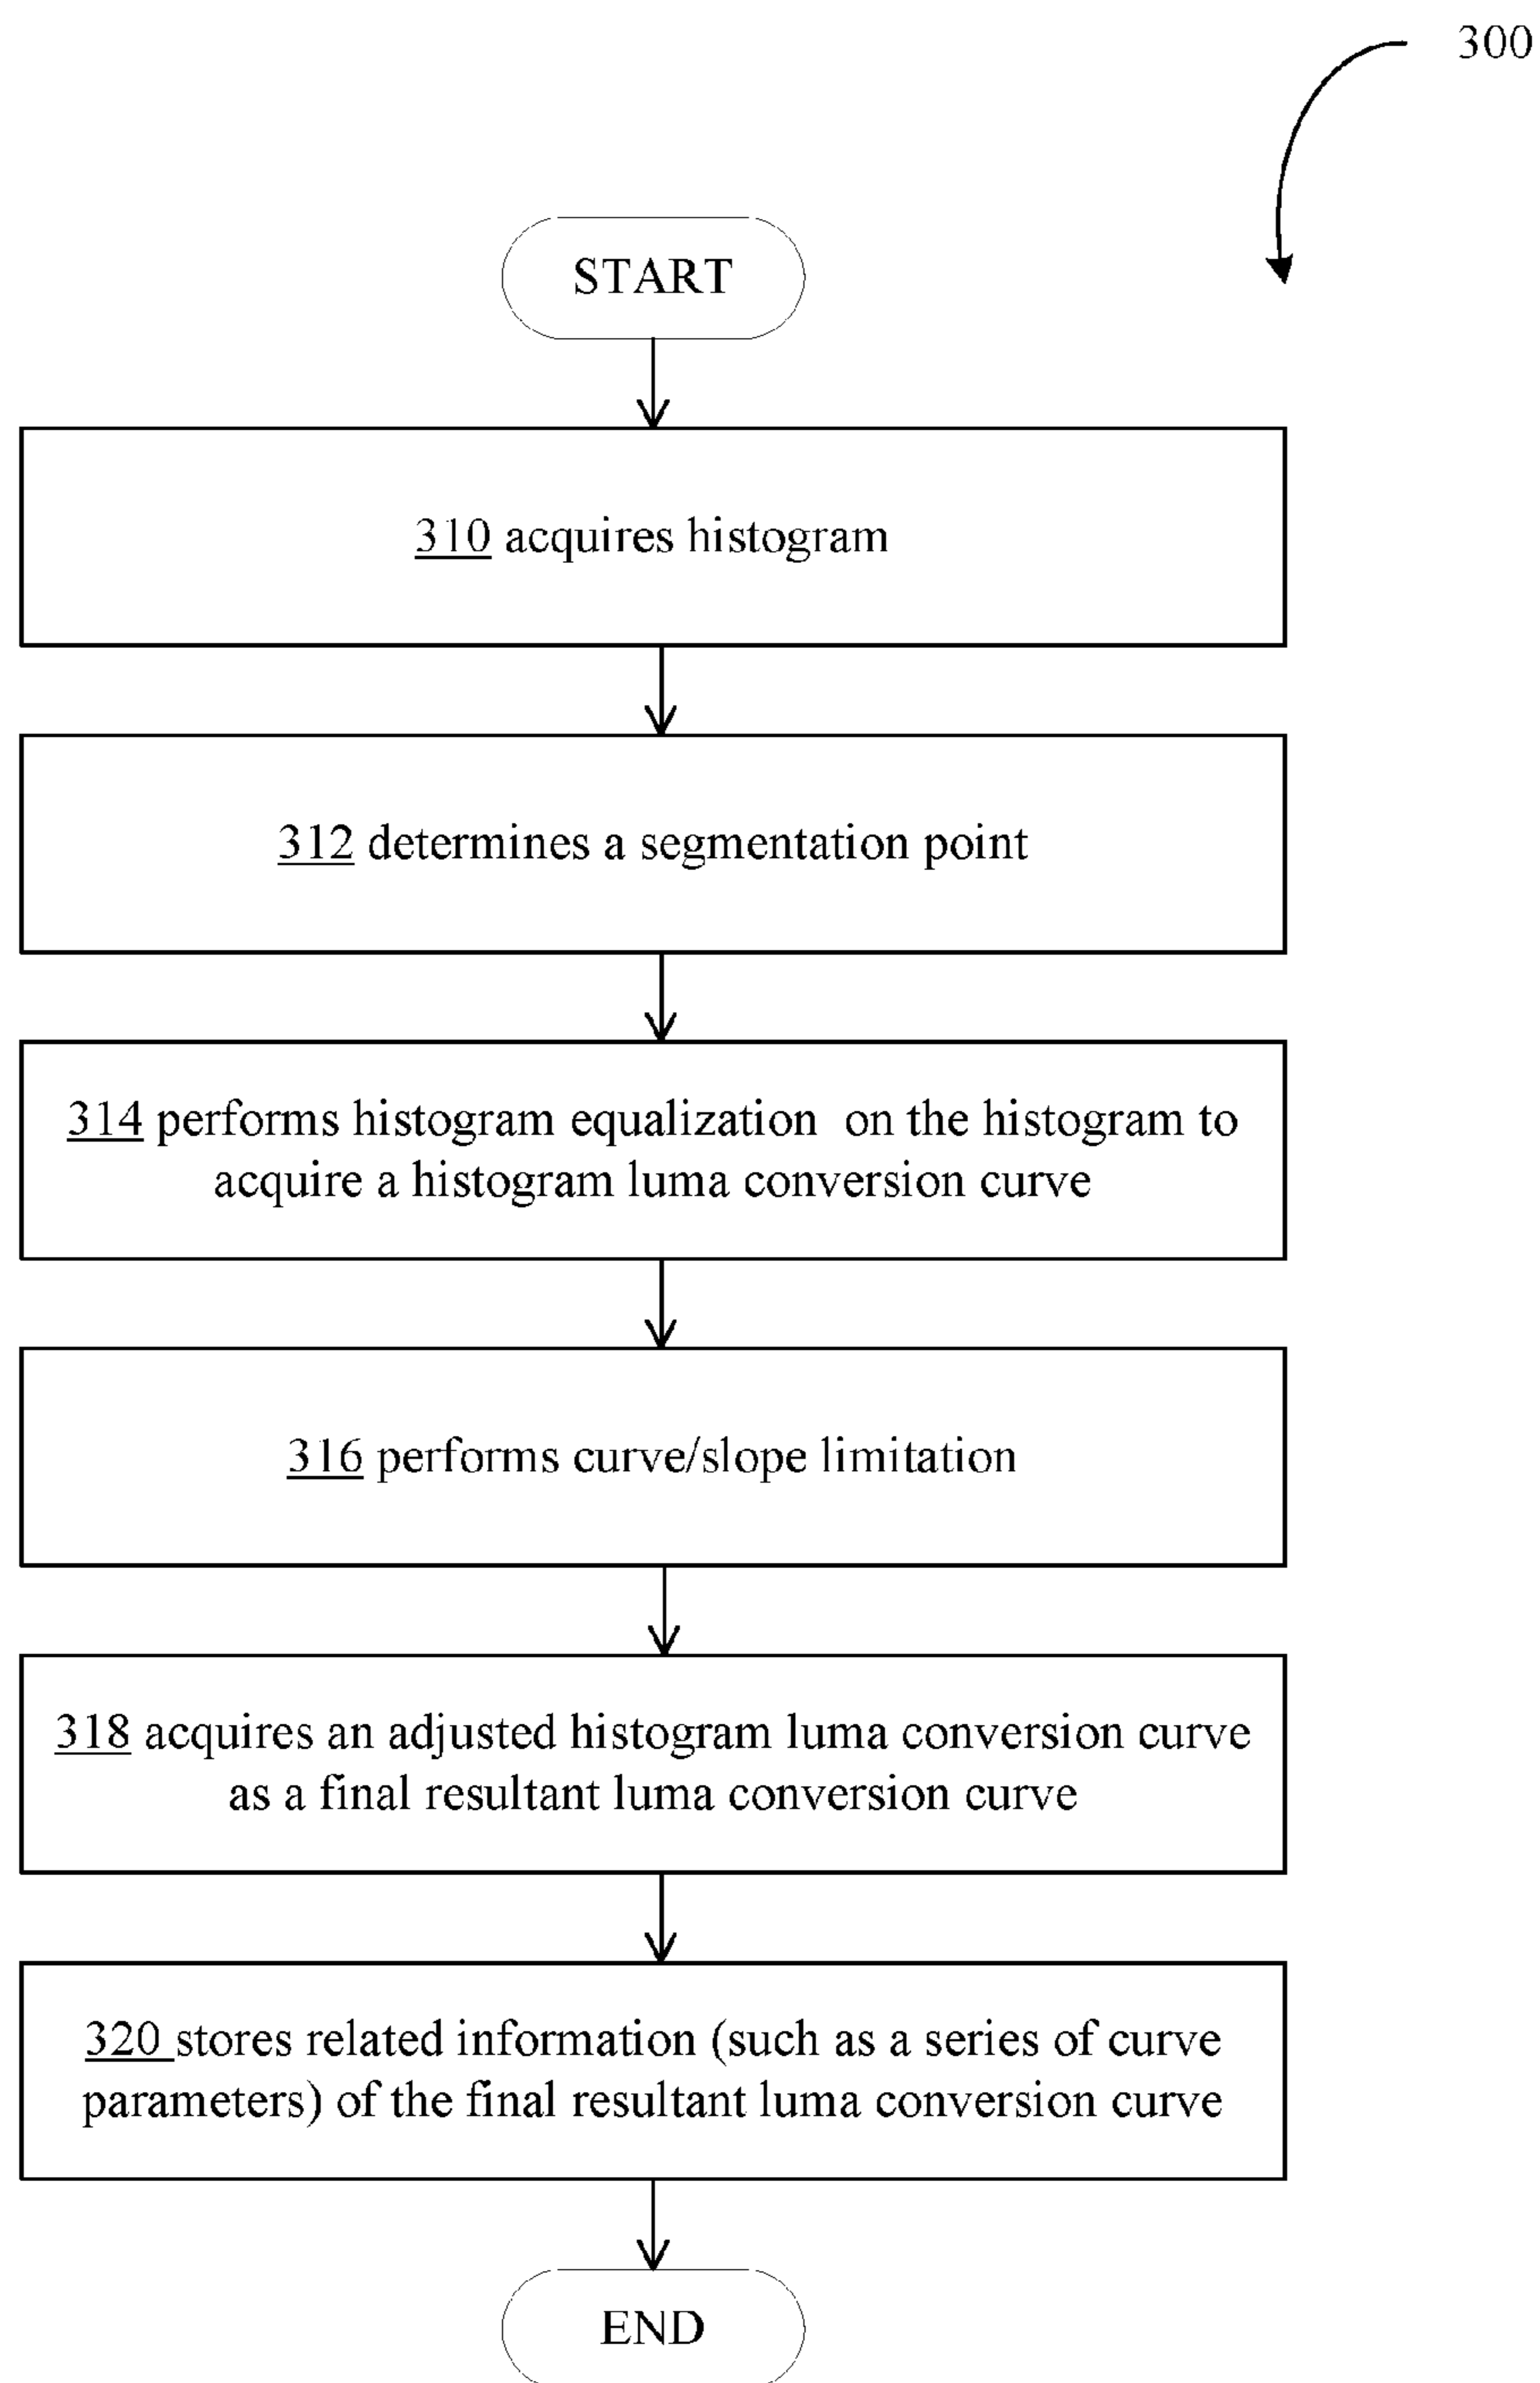 300
START
310 acquires histogram
312 determines a segmentation point
314 performs histogram equalization on the histogram to
acquire a histogram luma conversion curve
316 performs curve/slope limitation
318 acquires an adjusted histogram luma conversion curve
as a final resultant luma conversion curve
320 stores related information (such as a series of curve
parameters) of the final resultant luma conversion curve
END